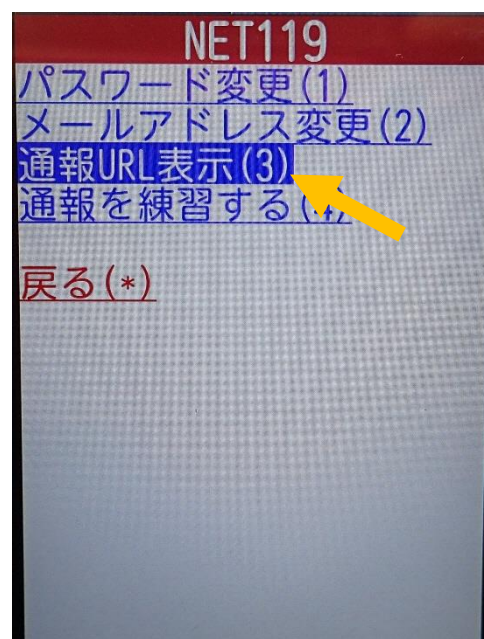 NET119
パスワード変更(1)
メールアドレス変更(2)
通報URL表示(3)
通報を練習する(4)
戻る(*)